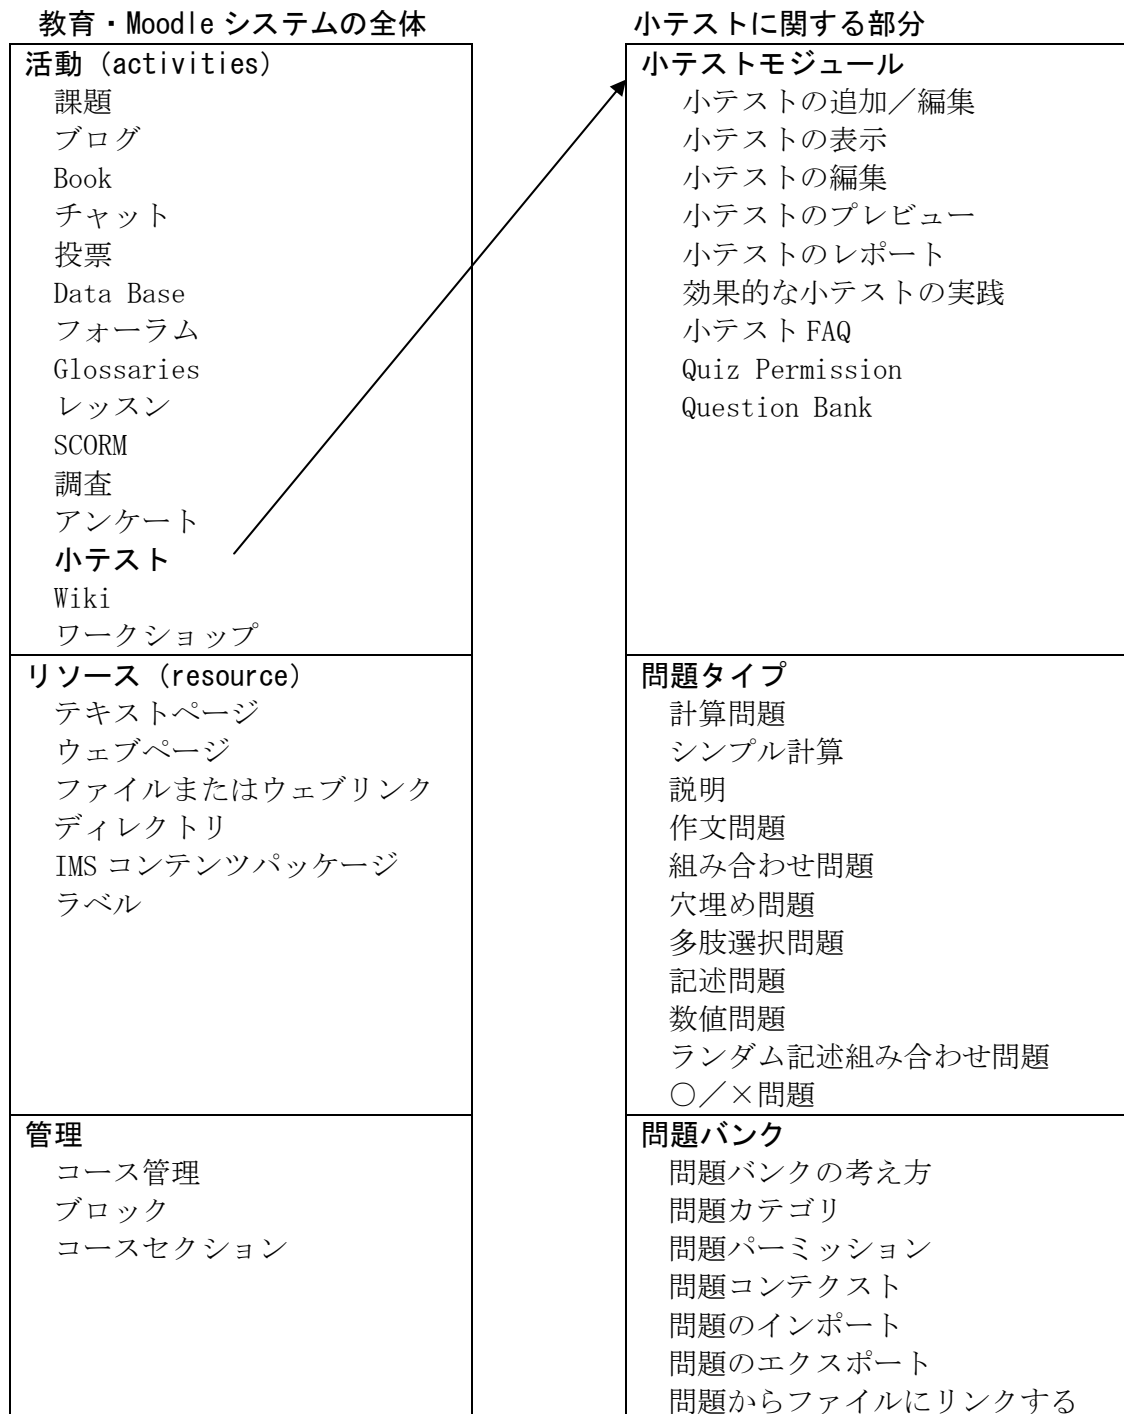 教育・Moodle システムの全体
活動（activities）
課題
ブログ
Book
チャット
投票
Data Base
フォーラム
Glossaries
レッスン
SCORM
調査
アンケート
小テスト
Wiki
ワークショップ
リソース（resource）
テキストページ
ウェブページ
ファイルまたはウェブリンク
ディレクトリ
IMS コンテンツパッケージ
ラベル
管理
コース管理
ブロック
コースセクション
小テストに関する部分
小テストモジュール
小テストの追加／編集
小テストの表示
小テストの編集
小テストのプレビュー
小テストのレポート
効果的な小テストの実践
小テスト FAQ
Quiz Permission
Question Bank
問題タイプ
計算問題
シンプル計算
説明
作文問題
組み合わせ問題
穴埋め問題
多肢選択問題
記述問題
数値問題
ランダム記述組み合わせ問題
○／×問題
問題バンク
問題バンクの考え方
問題カテゴリ
問題パーミッション
問題コンテクスト
問題のインポート
問題のエクスポート
問題からファイルにリンクする